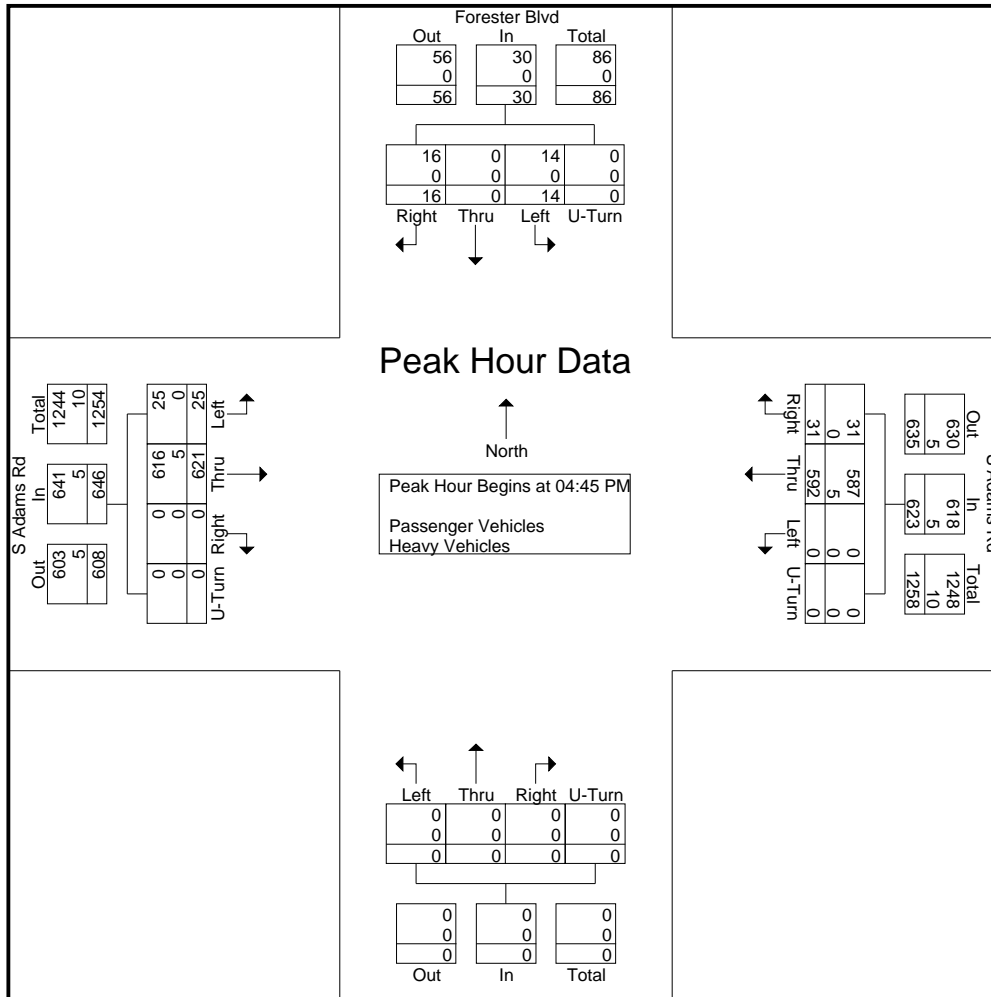 Forester Blvd
Out In Total
56 30 86
0 0 0
56 30 86
16 0 14 0
0 0 0 0
16 0 14 0
Right Thru Left U-Turn
Peak Hour Data
North
Peak Hour Begins at 04:45 PM
Passenger Vehicles
Heavy Vehicles
S Adams Rd
Out In Total
603 641 1244
5 5 10
608 646 1254
U-Turn Right Thru Left
0 0 616 25
0 0 5 0
0 0 621 25
S Adams Rd
Out In Total
630 618 1248
5 5 10
635 623 1258
Right Thru Left U-Turn
31 587 0 0
0 5 0 0
31 592 0 0
Left Thru Right U-Turn
0 0 0 0
0 0 0 0
0 0 0 0
0 0 0
0 0 0
0 0 0
Out In Total